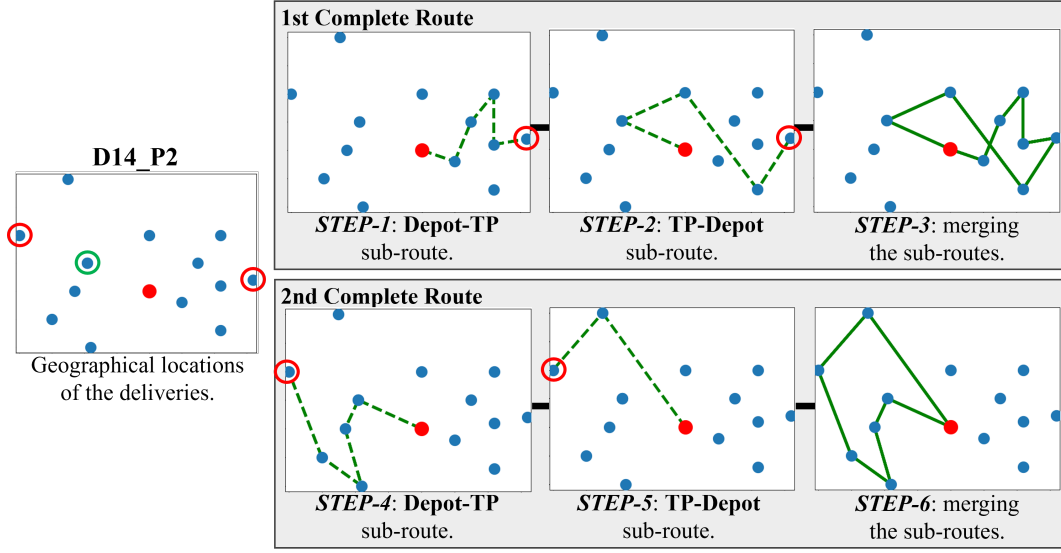 D14_P2
Geographical locations
of the deliveries.
1st Complete Route
STEP-1: Depot-TP
sub-route.
STEP-2: TP-Depot
sub-route.
STEP-3: merging
the sub-routes.
2nd Complete Route
STEP-4: Depot-TP
sub-route.
STEP-5: TP-Depot
sub-route.
STEP-6: merging
the sub-routes.